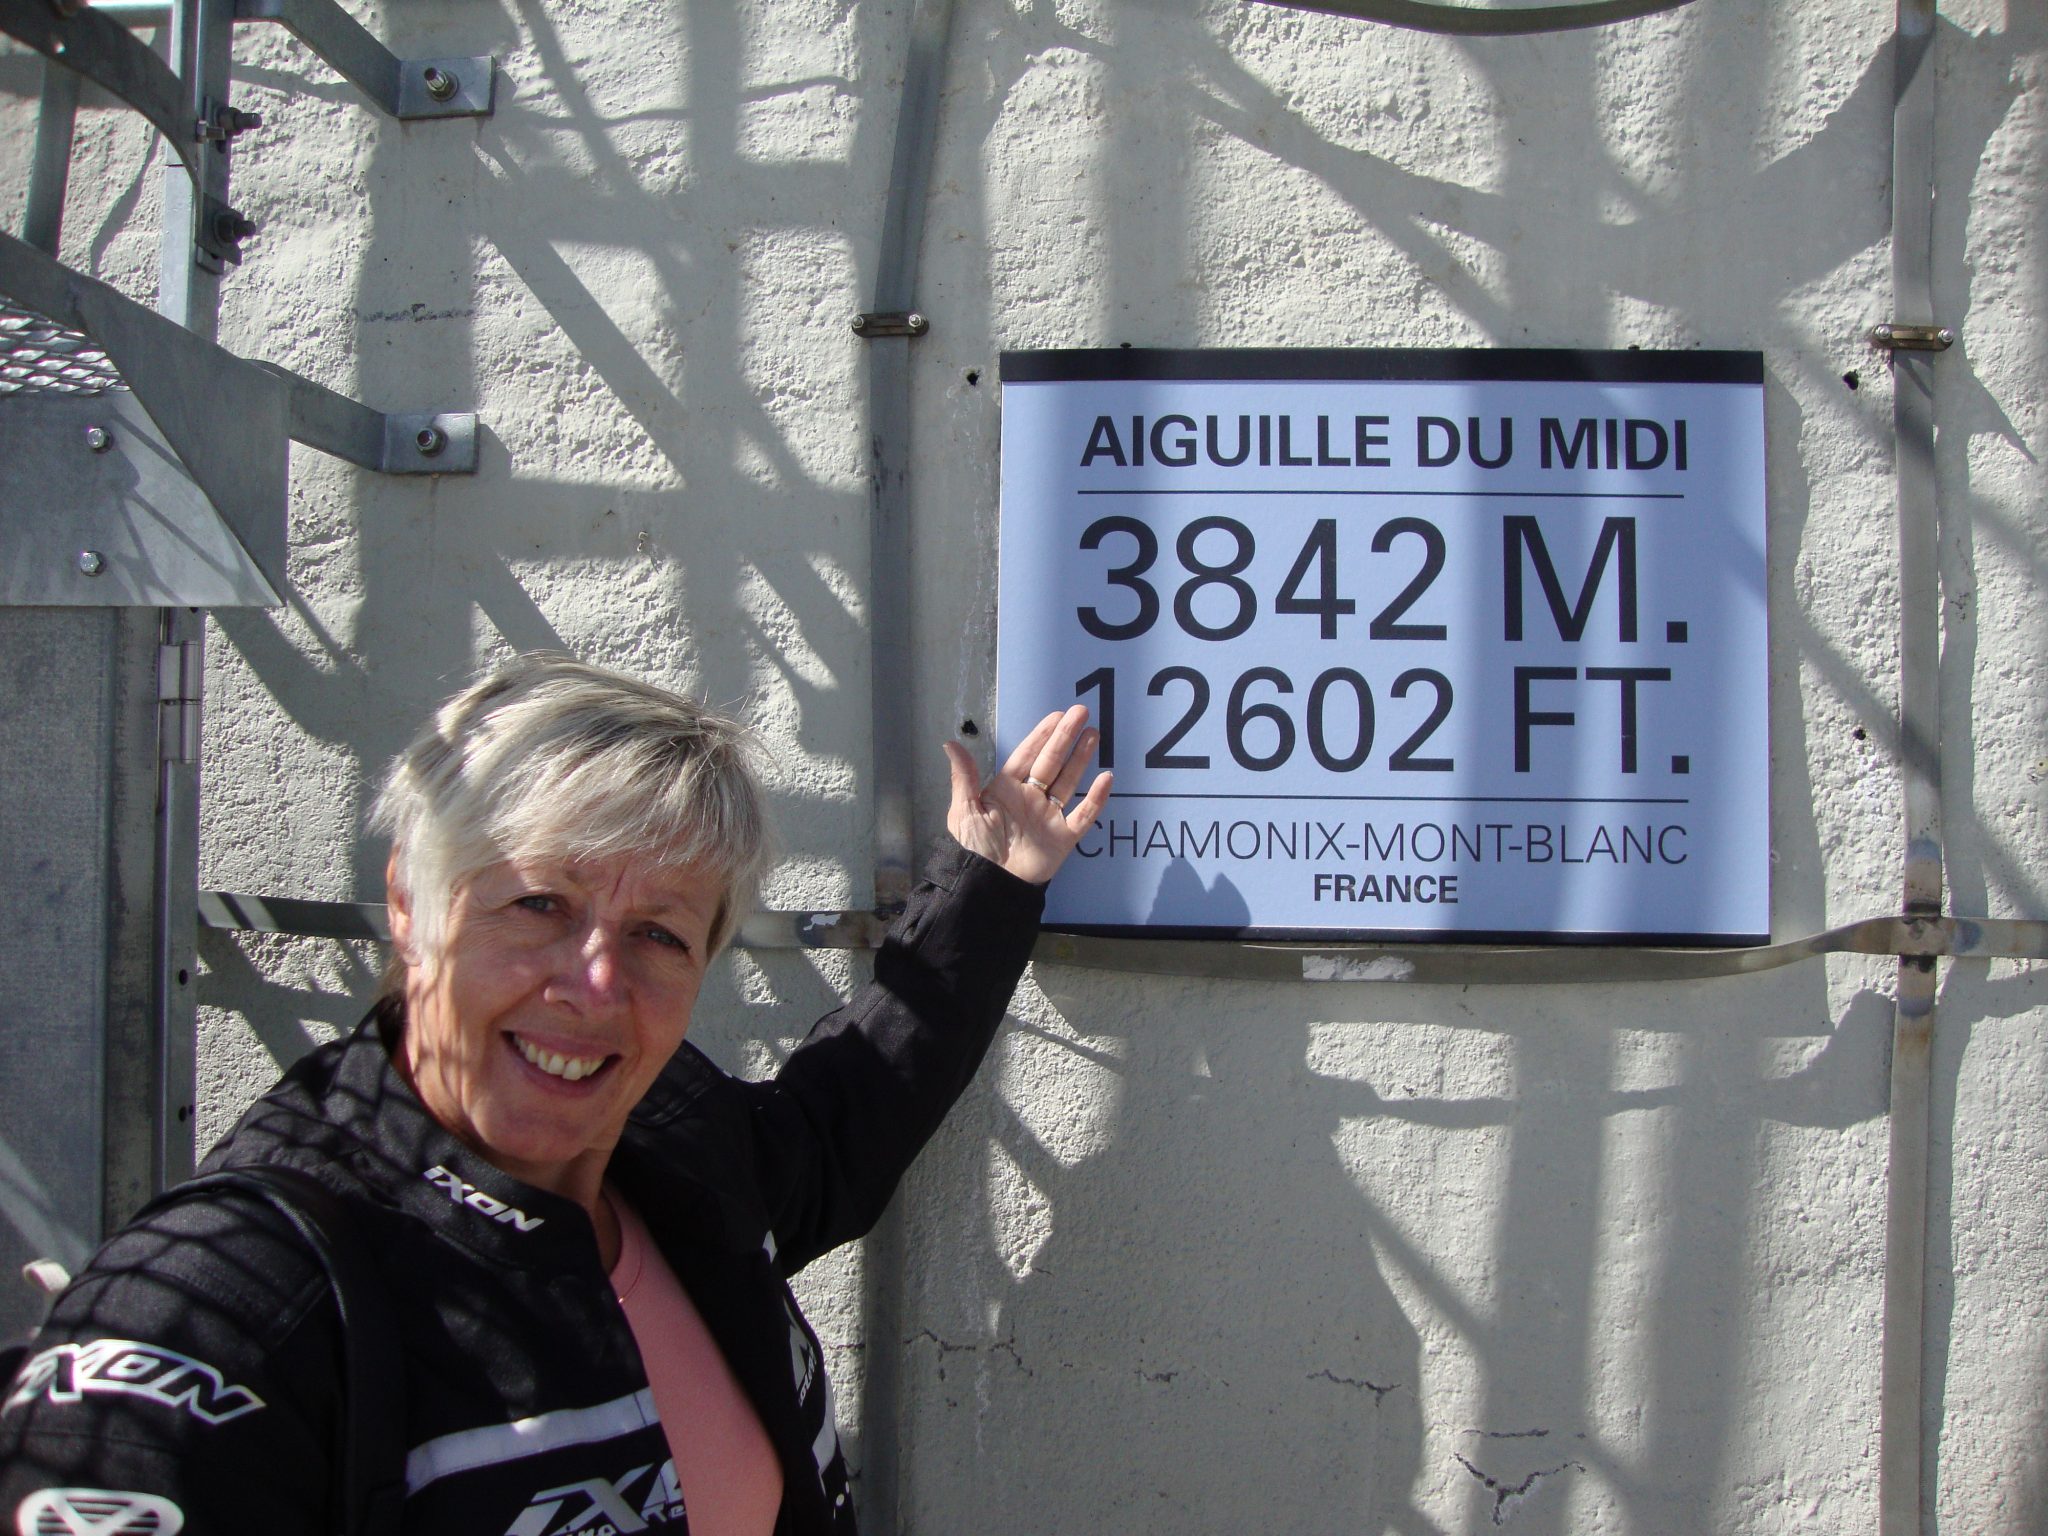 AIGUILLE DU MIDI
3842 M.
12602 FT.
CHAMONIX-MONT-BLANC
FRANCE
iXON
iXON